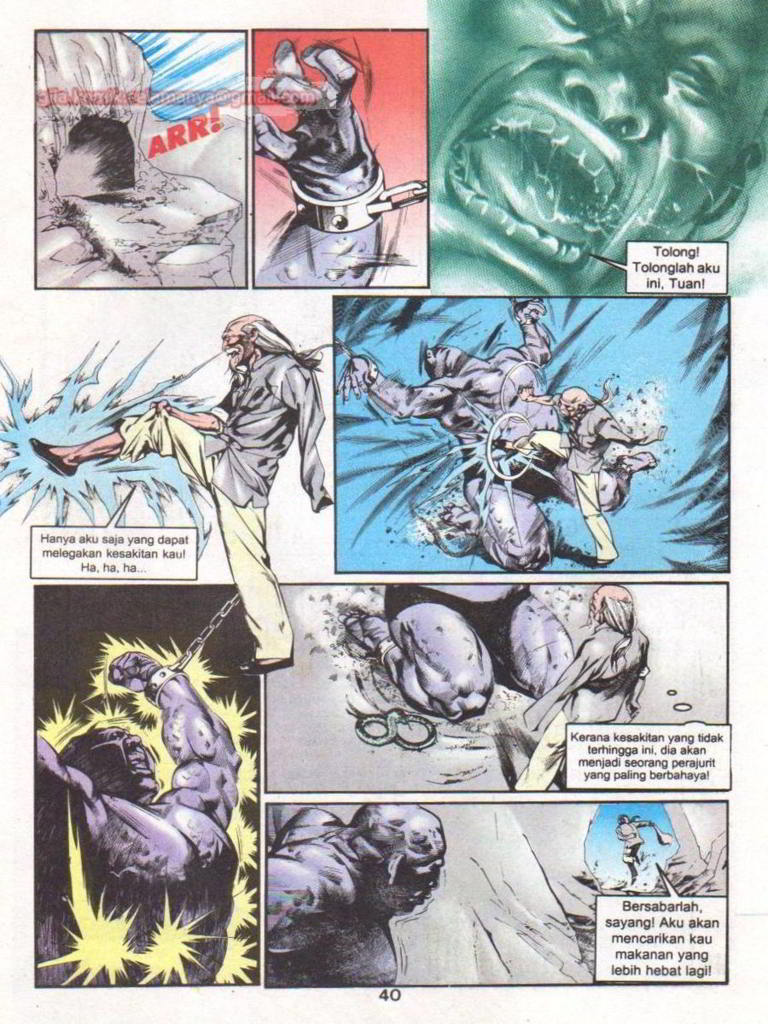 ARR!
Tolong!
Tolonglah aku
ini, Tuan!
Hanya aku saja yang dapat
melegakan kesakitan kau!
Ha, ha, ha...
Kerana kesakitan yang tidak
terhingga ini, dia akan
menjadi seorang perajurit
yang paling berbahaya!
Bersabarlah,
sayang! Aku akan
mencarikan kau
makanan yang
lebih hebat lagi!
40